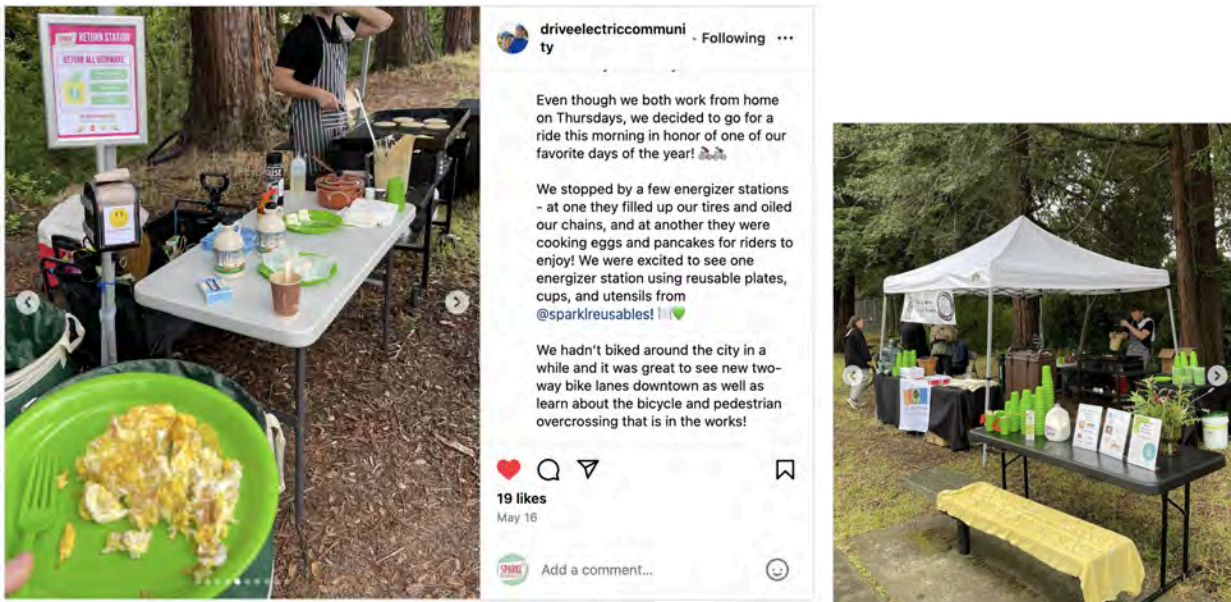 RETURN STATION
RETURN ALL
driveelectriccommuni
ty
· Following
Even though we both work from home
on Thursdays, we decided to go for a
ride this morning in honor of one of our
favorite days of the year! 🚲🚲
We stopped by a few energizer stations
- at one they filled up our tires and oiled
our chains, and at another they were
cooking eggs and pancakes for riders to
enjoy! We were excited to see one
energizer station using reusable plates,
cups, and utensils from
@sparklreusables! 🍽️💚
We hadn't biked around the city in a
while and it was great to see new two-
way bike lanes downtown as well as
learn about the bicycle and pedestrian
overcrossing that is in the works!
19 likes
May 16
SPARKL
Add a comment...